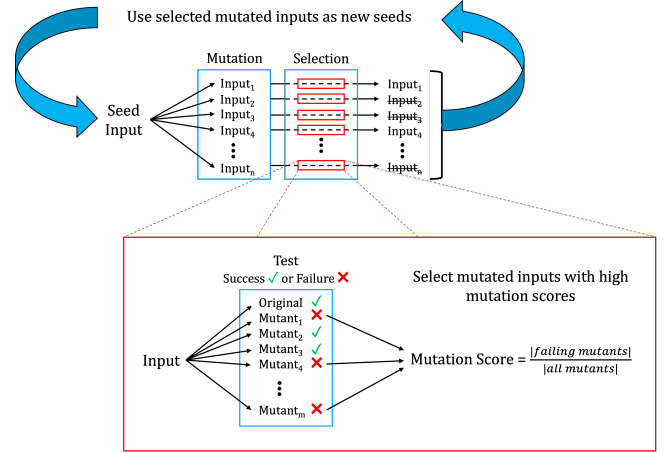 Use selected mutated inputs as new seeds
Mutation
Selection
Seed
Input
Input₁
Input₂
Input₃
Input₄
Inputₙ
Input₁
Input₂
Input₃
Input₄
Inputₙ
Test
Success ✓ or Failure ✗
Select mutated inputs with high
mutation scores
Input
Original ✓
Mutant₁ ✗
Mutant₂ ✓
Mutant₃ ✓
Mutant₄ ✗
Mutantₘ ✗
Mutation Score = |failing mutants|
|all mutants|